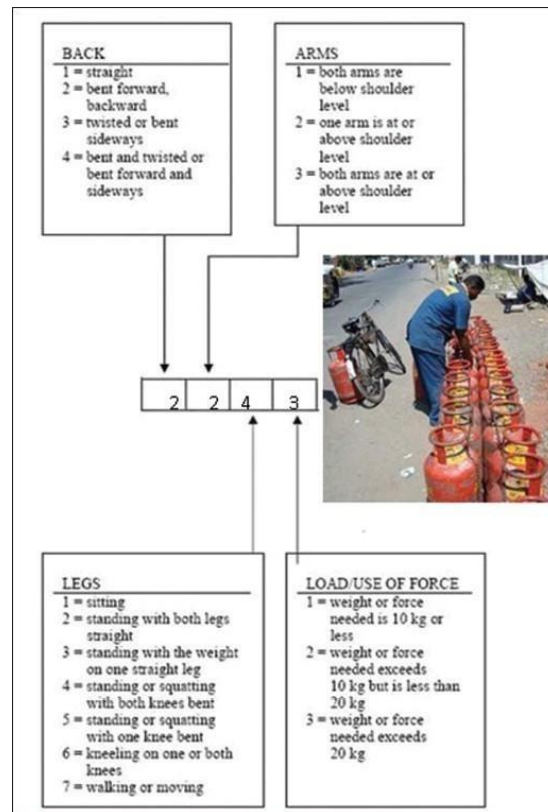 BACK
1 = straight
2 = bent forward,
backward
3 = twisted or bent
sideways
4 = bent and twisted or
bent forward and
sideways
ARMS
1 = both arms are
below shoulder
level
2 = one arm is at or
above shoulder
level
3 = both arms are at or
above shoulder
level
2 2 4 3
LEGS
1 = sitting
2 = standing with both legs
straight
3 = standing with the weight
on one straight leg
4 = standing or squatting
with both knees bent
5 = standing or squatting
with one knee bent
6 = kneeling on one or both
knees
7 = walking or moving
LOAD/USE OF FORCE
1 = weight or force
needed is 10 kg or
less
2 = weight or force
needed exceeds
10 kg but is less than
20 kg
3 = weight or force
needed exceeds
20 kg